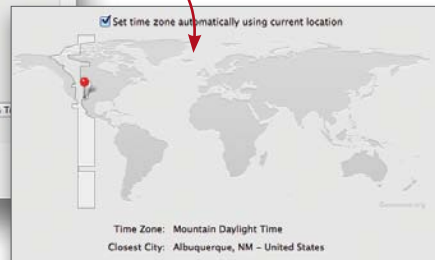 Set time zone automatically using current location
Time Zone: Mountain Daylight Time
Closest City: Albuquerque, NM – United States